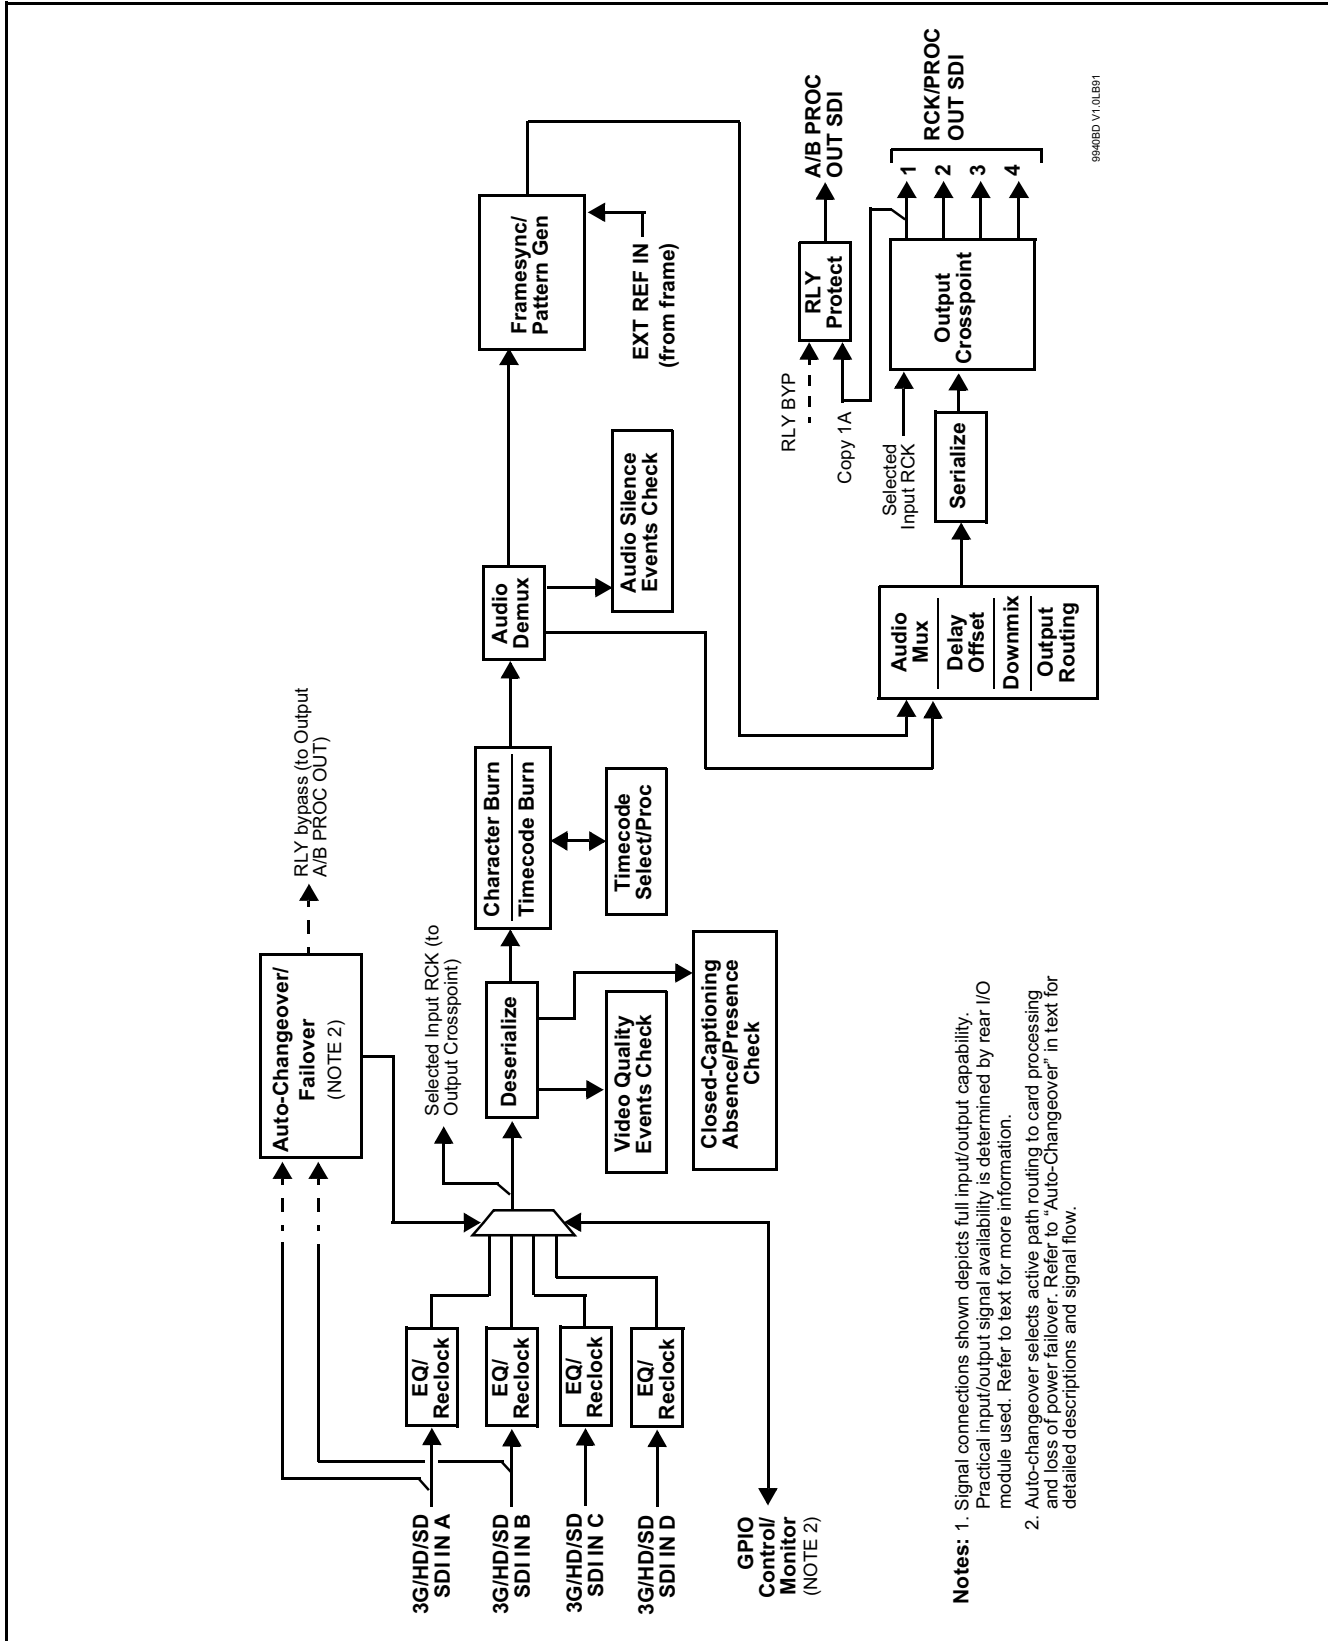 3G/HD/SD
SDI IN A
3G/HD/SD
SDI IN B
3G/HD/SD
SDI IN C
3G/HD/SD
SDI IN D
GPIO
Control/
Monitor
(NOTE 2)
EQ/
Reclock
EQ/
Reclock
EQ/
Reclock
EQ/
Reclock
Auto-Changeover/
Failover
(NOTE 2)
RLY bypass (to Output
A/B PROC OUT)
Selected Input RCK (to
Output Crosspoint)
Deserialize
Video Quality
Events Check
Closed-Captioning
Absence/Presence
Check
Character Burn
Timecode Burn
Timecode
Select/Proc
Audio
Demux
Audio Silence
Events Check
Framesync/
Pattern Gen
EXT REF IN
(from frame)
Audio
Mux
Delay
Offset
Downmix
Output
Routing
Serialize
Selected
Input RCK
Copy 1A
RLY BYP
RLY
Protect
A/B PROC
OUT SDI
Output
Crosspoint
1
2
3
4
RCK/PROC
OUT SDI
9940BD V1.0LB91
Notes: 1. Signal connections shown depicts full input/output capability.
Practical input/output signal availability is determined by rear I/O
module used. Refer to text for more information.
2. Auto-changeover selects active path routing to card processing
and loss of power failover. Refer to “Auto-Changeover” in text for
detailed descriptions and signal flow.